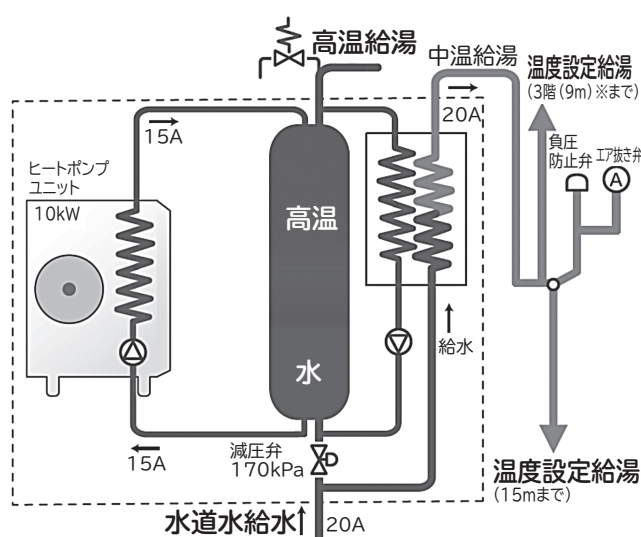 高温給湯
中温給湯
温度設定給湯
(3階(9m)※まで)
15A
20A
負圧
防止弁
エア抜き弁
A
ヒートポンプ
ユニット
10kW
高温
給水
水
減圧弁
170kPa
15A
温度設定給湯
(15mまで)
水道水給水
20A